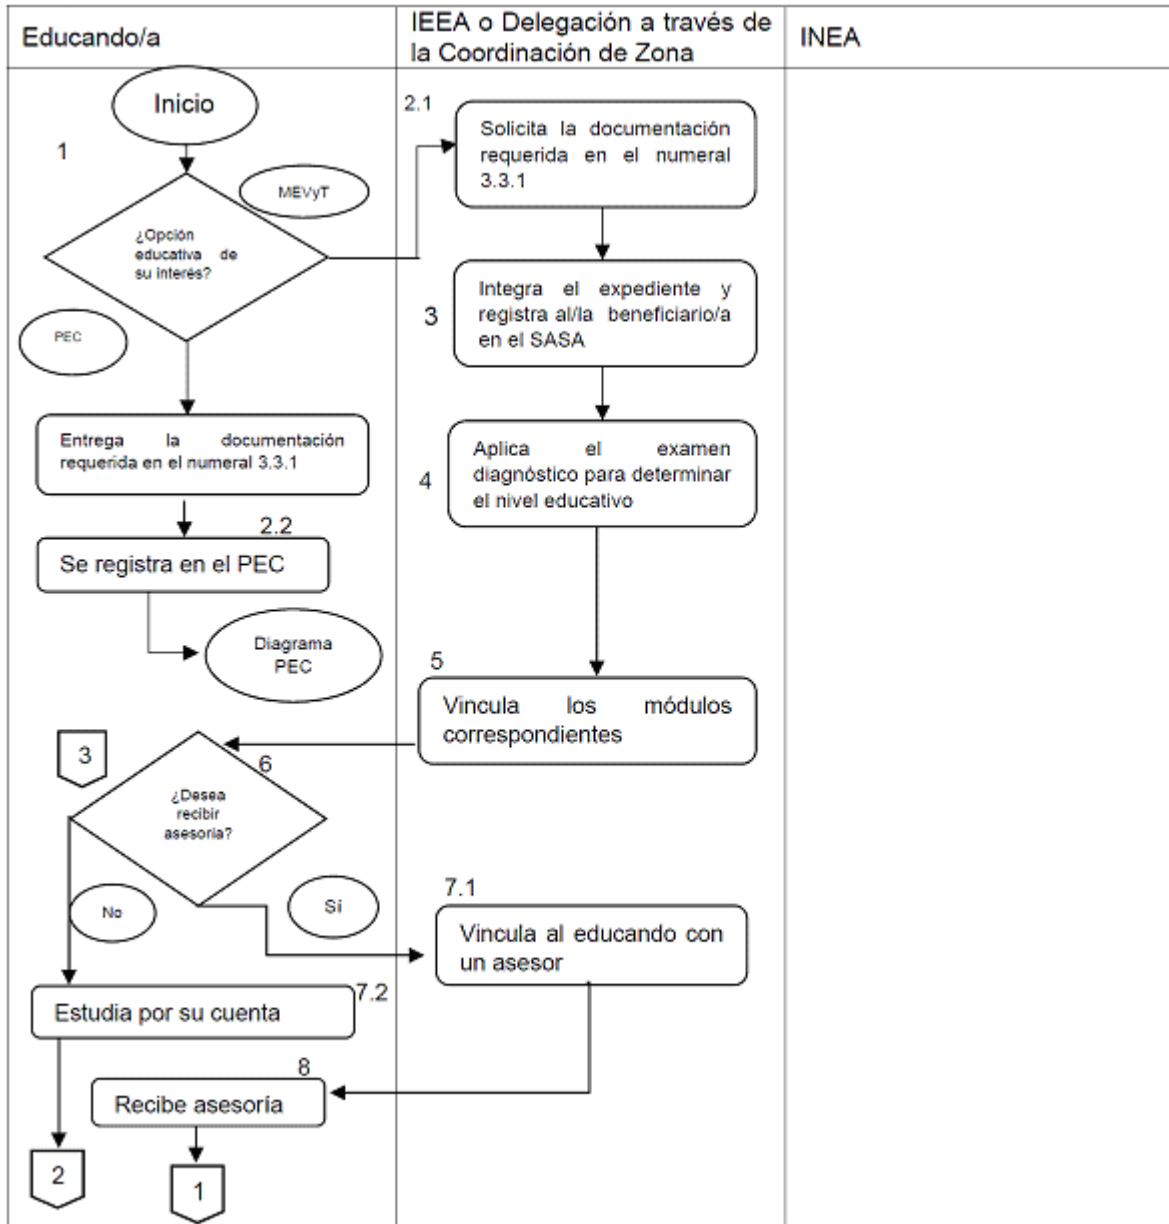 Educando/a
IEEA o Delegación a través de
la Coordinación de Zona
INEA
Inicio
1
MEVyT
¿Opción
educativa de
su interés?
PEC
2.1
Solicita la documentación
requerida en el numeral
3.3.1
3
Integra el expediente y
registra al/la beneficiario/a
en el SASA
Entrega la documentación
requerida en el numeral 3.3.1
4
Aplica el examen
diagnóstico para determinar
el nivel educativo
2.2
Se registra en el PEC
Diagrama
PEC
5
Vincula los módulos
correspondientes
3
6
¿Desea
recibir
asesoría?
No
Sí
7.1
Vincula al educando con
un asesor
7.2
Estudia por su cuenta
8
Recibe asesoría
2
1